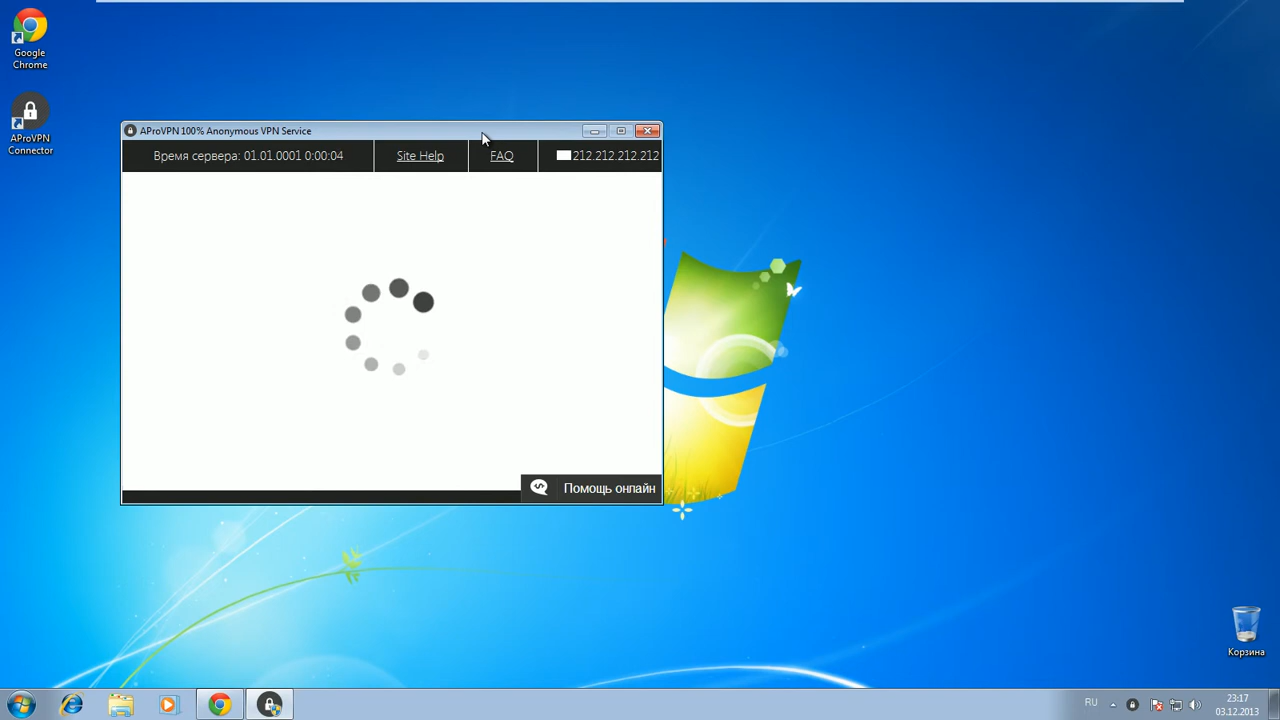 Google
Chrome
AProVPN
Connector
AProVPN 100% Anonymous VPN Service
Время сервера: 01.01.0001 0:00:04
Site Help
FAQ
212.212.212.212
Помощь онлайн
Корзина
RU
23:17
03.12.2013